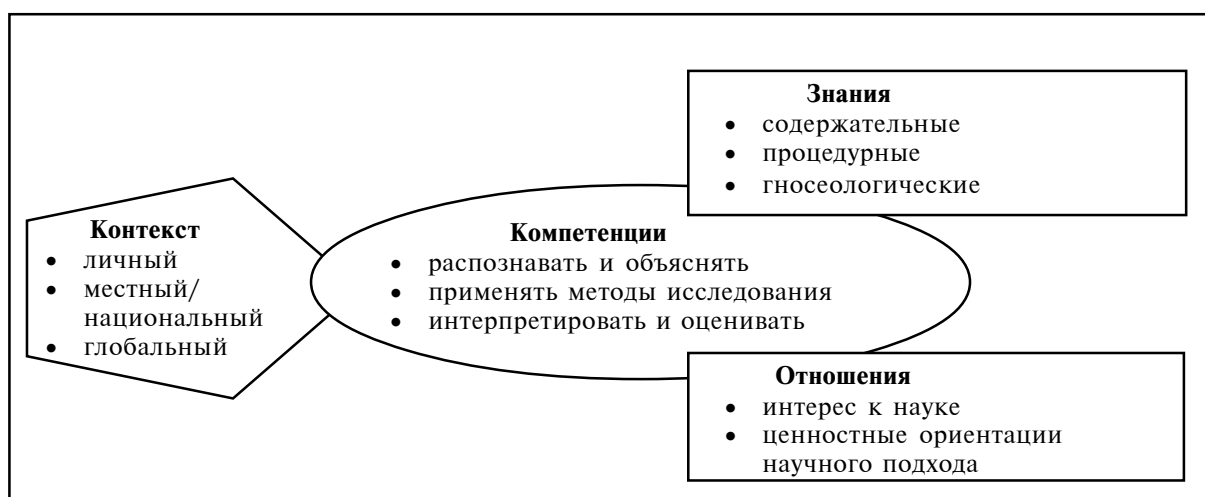 Контекст
• личный
• местный/
национальный
• глобальный
Компетенции
• распознавать и объяснять
• применять методы исследования
• интерпретировать и оценивать
Знания
• содержательные
• процедурные
• гносеологические
Отношения
• интерес к науке
• ценностные ориентации
научного подхода